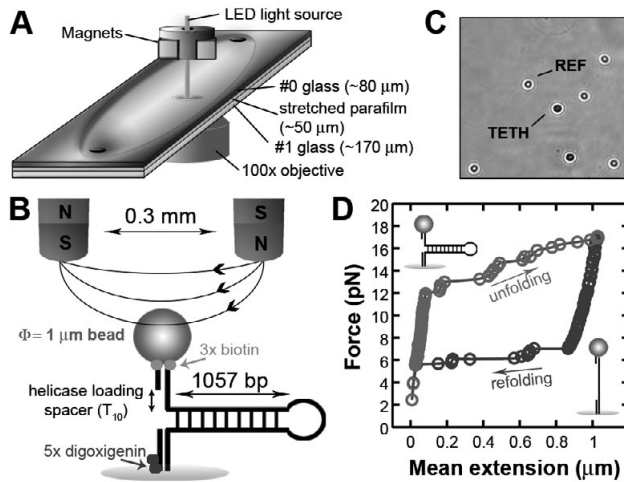 A
LED light source
Magnets
#0 glass (~80 μm)
stretched parafilm
(~50 μm)
#1 glass (~170 μm)
100x objective
B
N
S
0.3 mm
S
N
Φ= 1 μm bead
3x biotin
1057 bp
helicase loading
spacer (T10)
5x digoxigenin
C
REF
TETH
D
Force (pN)
20
18
16
14
12
10
8
6
4
2
0
unfolding
refolding
0
0.2
0.4
0.6
0.8
1
Mean extension (μm)